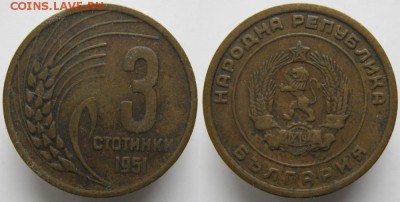 COINS.LAVE.RU
3
СТОТИНКИ
1951
НАРОДНА РЕПУБЛИКА
БЪЛГАРИЯ